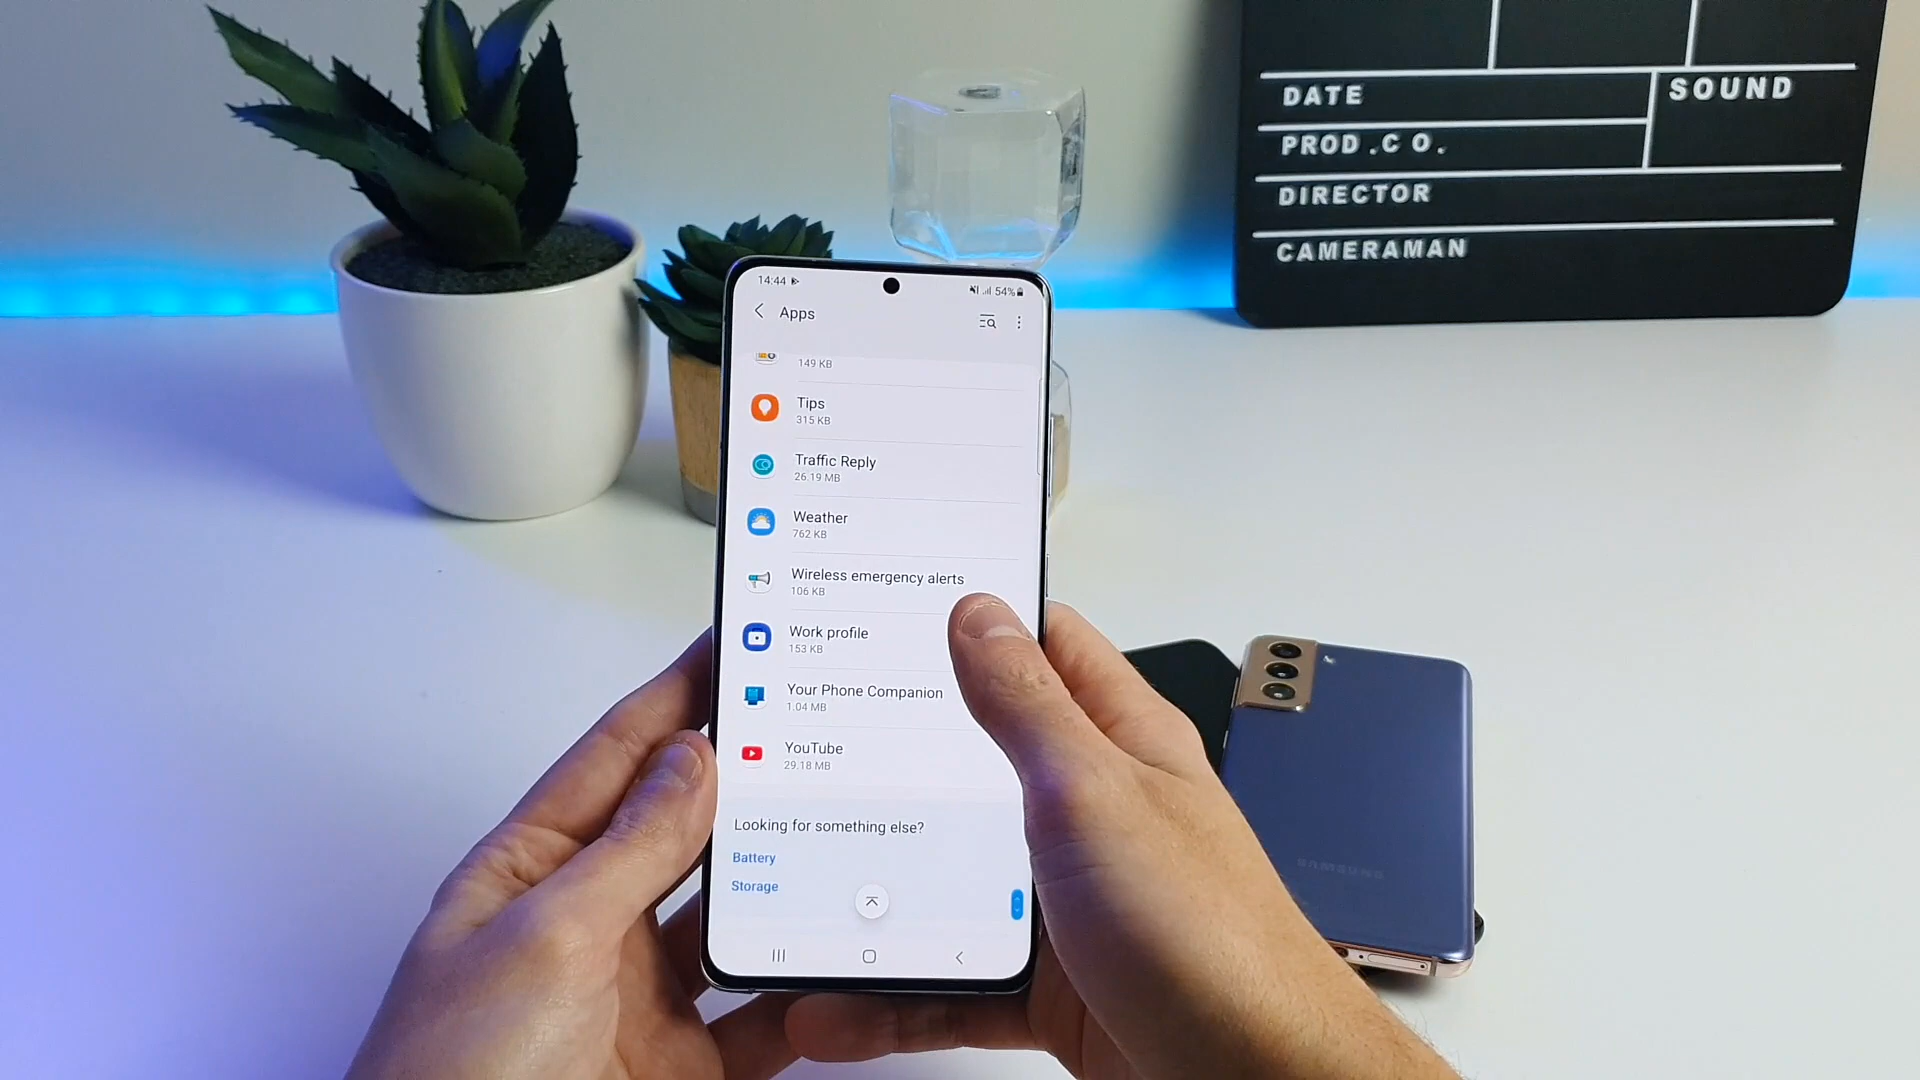 DATE
SOUND
PROD.CO.
DIRECTOR
CAMERAMAN
14:44
54%
Apps
149 KB
Tips
315 KB
Traffic Reply
26.19 MB
Weather
762 KB
Wireless emergency alerts
106 KB
Work profile
153 KB
Your Phone Companion
1.04 MB
YouTube
29.18 MB
Looking for something else?
Battery
Storage
SAMSUNG